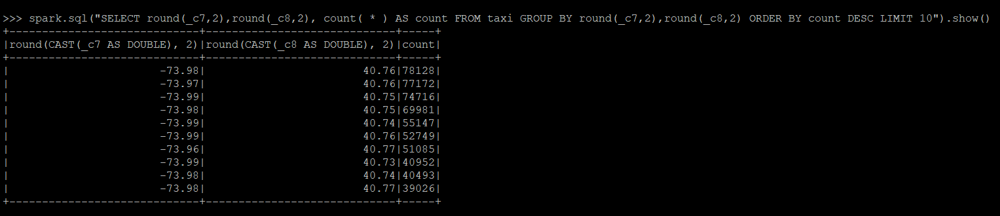 >>> spark.sql("SELECT round(_c7,2),round(_c8,2), count( * ) AS count FROM taxi GROUP BY round(_c7,2),round(_c8,2) ORDER BY count DESC LIMIT 10").show()
+-----------------------------+-----------------------------+-----+
|round(CAST(_c7 AS DOUBLE), 2)|round(CAST(_c8 AS DOUBLE), 2)|count|
+-----------------------------+-----------------------------+-----+
|                       -73.98|                        40.76|78128|
|                       -73.97|                        40.76|77172|
|                       -73.99|                        40.75|74716|
|                       -73.98|                        40.75|69981|
|                       -73.99|                        40.74|55147|
|                       -73.99|                        40.76|52749|
|                       -73.96|                        40.77|51085|
|                       -73.99|                        40.73|40952|
|                       -73.98|                        40.74|40493|
|                       -73.98|                        40.77|39026|
+-----------------------------+-----------------------------+-----+